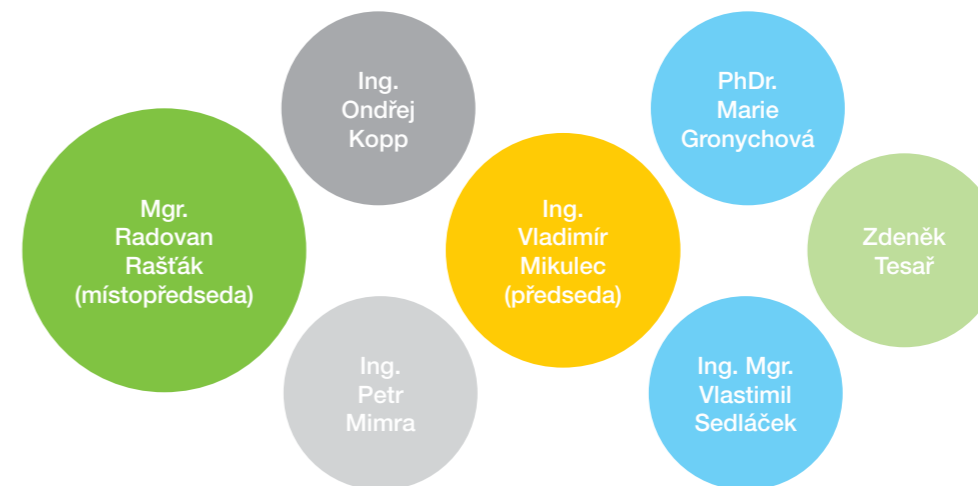 Ing.
Ondřej
Kopp
PhDr.
Marie
Gronychová
Mgr.
Radovan
Rašťák
(místopředseda)
Ing.
Vladimír
Mikulec
(předseda)
Zdeněk
Tesař
Ing.
Petr
Mimra
Ing. Mgr.
Vlastimil
Sedláček